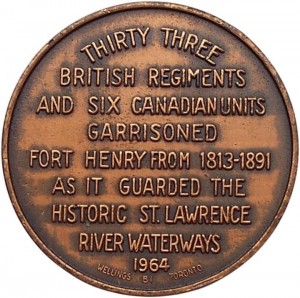 THIRTY THREE
BRITISH REGIMENTS
AND SIX CANADIAN UNITS
GARRISONED
FORT HENRY FROM 1813-1891
AS IT GUARDED THE
HISTORIC ST. LAWRENCE
RIVER WATERWAYS
1964
WELLINGS (B) TORONTO